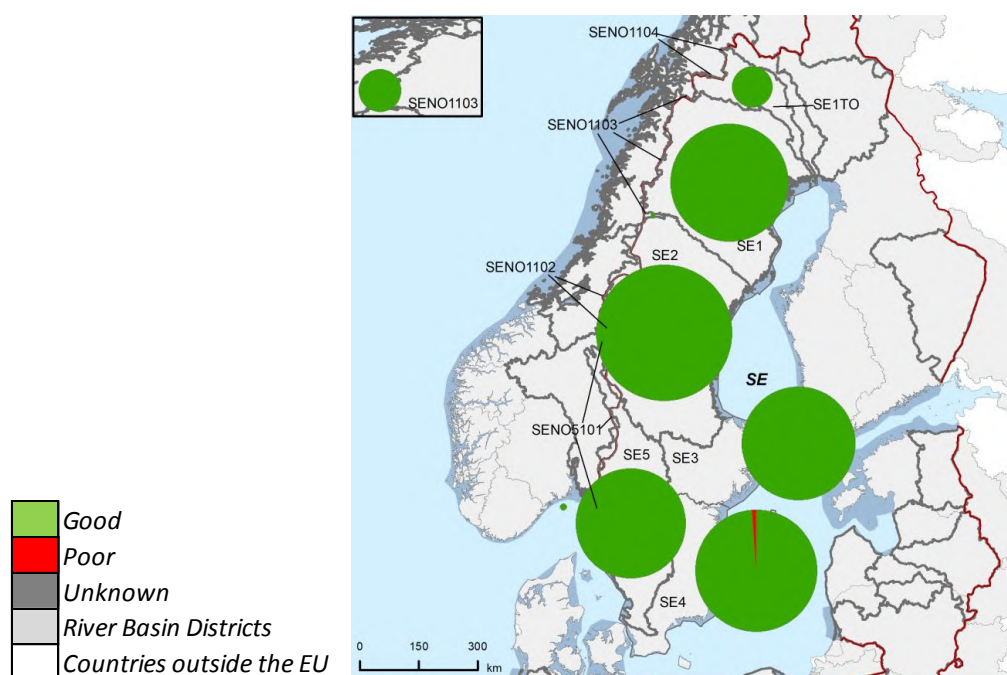 SENO1104
SENO1103
SE1TO
SENO1103
SE1
SE2
SENO1102
SE
SENO5101
SE5
SE3
SE4
0 150 300
km
Good
Poor
Unknown
River Basin Districts
Countries outside the EU